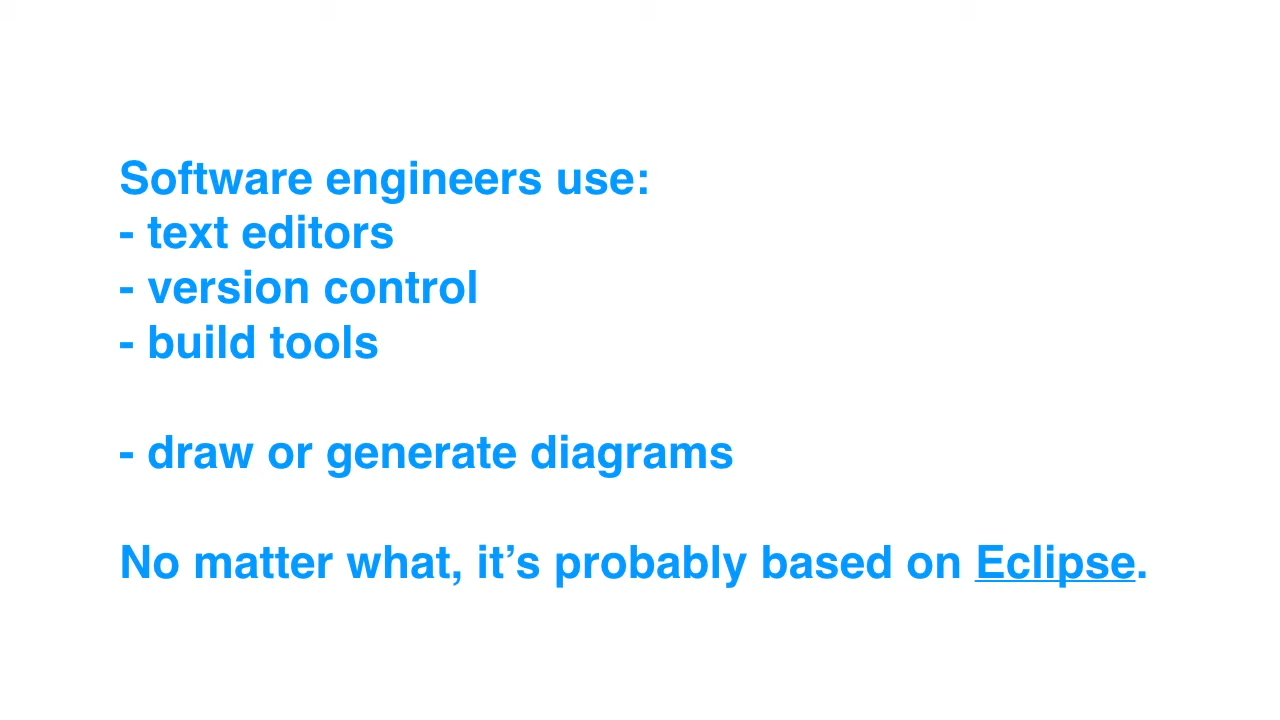 Software engineers use:
- text editors
- version control
- build tools
- draw or generate diagrams
No matter what, it’s probably based on Eclipse.